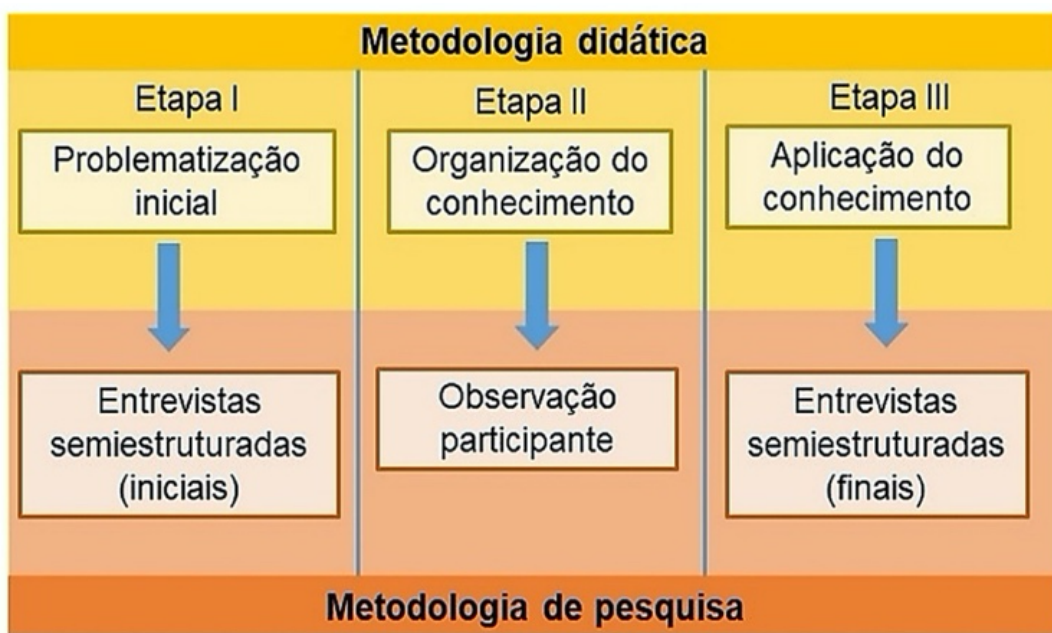 Metodologia didática
Etapa I
Problematização
inicial
Entrevistas
semiestruturadas
(iniciais)
Etapa II
Organização do
conhecimento
Observação
participante
Etapa III
Aplicação do
conhecimento
Entrevistas
semiestruturadas
(finais)
Metodologia de pesquisa